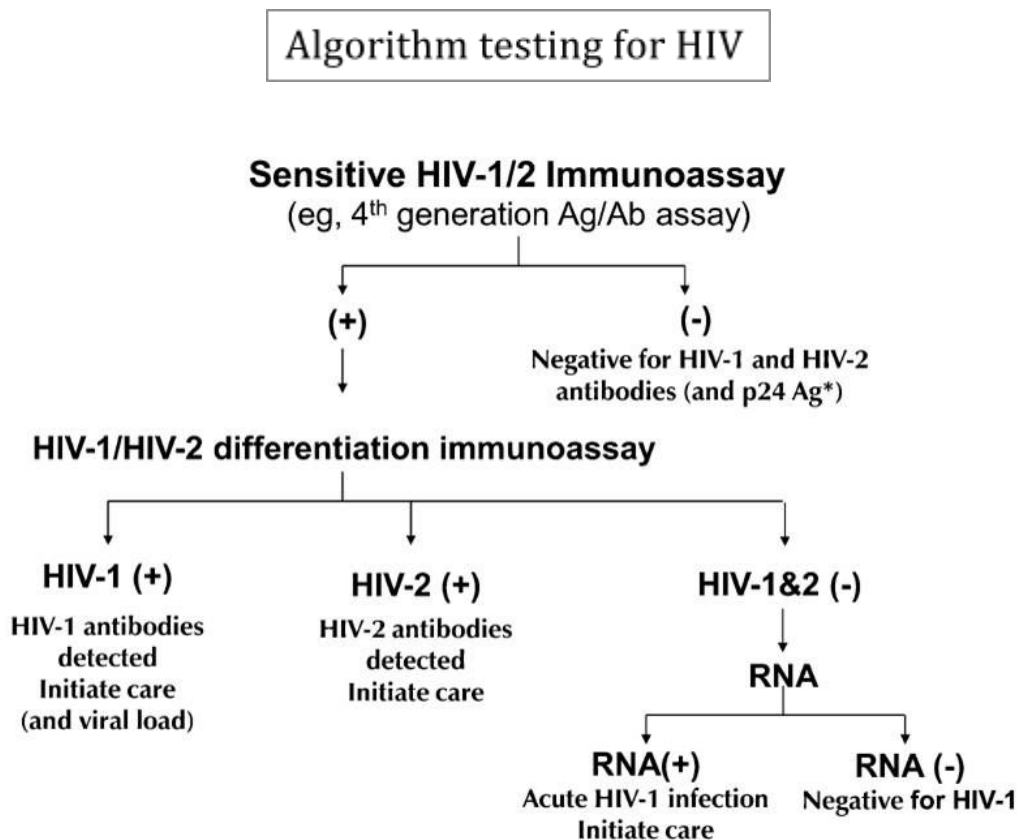 Algorithm testing for HIV
Sensitive HIV-1/2 Immunoassay
(eg, 4th generation Ag/Ab assay)
(+)
(-)
Negative for HIV-1 and HIV-2
antibodies (and p24 Ag*)
HIV-1/HIV-2 differentiation immunoassay
HIV-1 (+)
HIV-1 antibodies
detected
Initiate care
(and viral load)
HIV-2 (+)
HIV-2 antibodies
detected
Initiate care
HIV-1&2 (-)
RNA
RNA(+)
Acute HIV-1 infection
Initiate care
RNA (-)
Negative for HIV-1